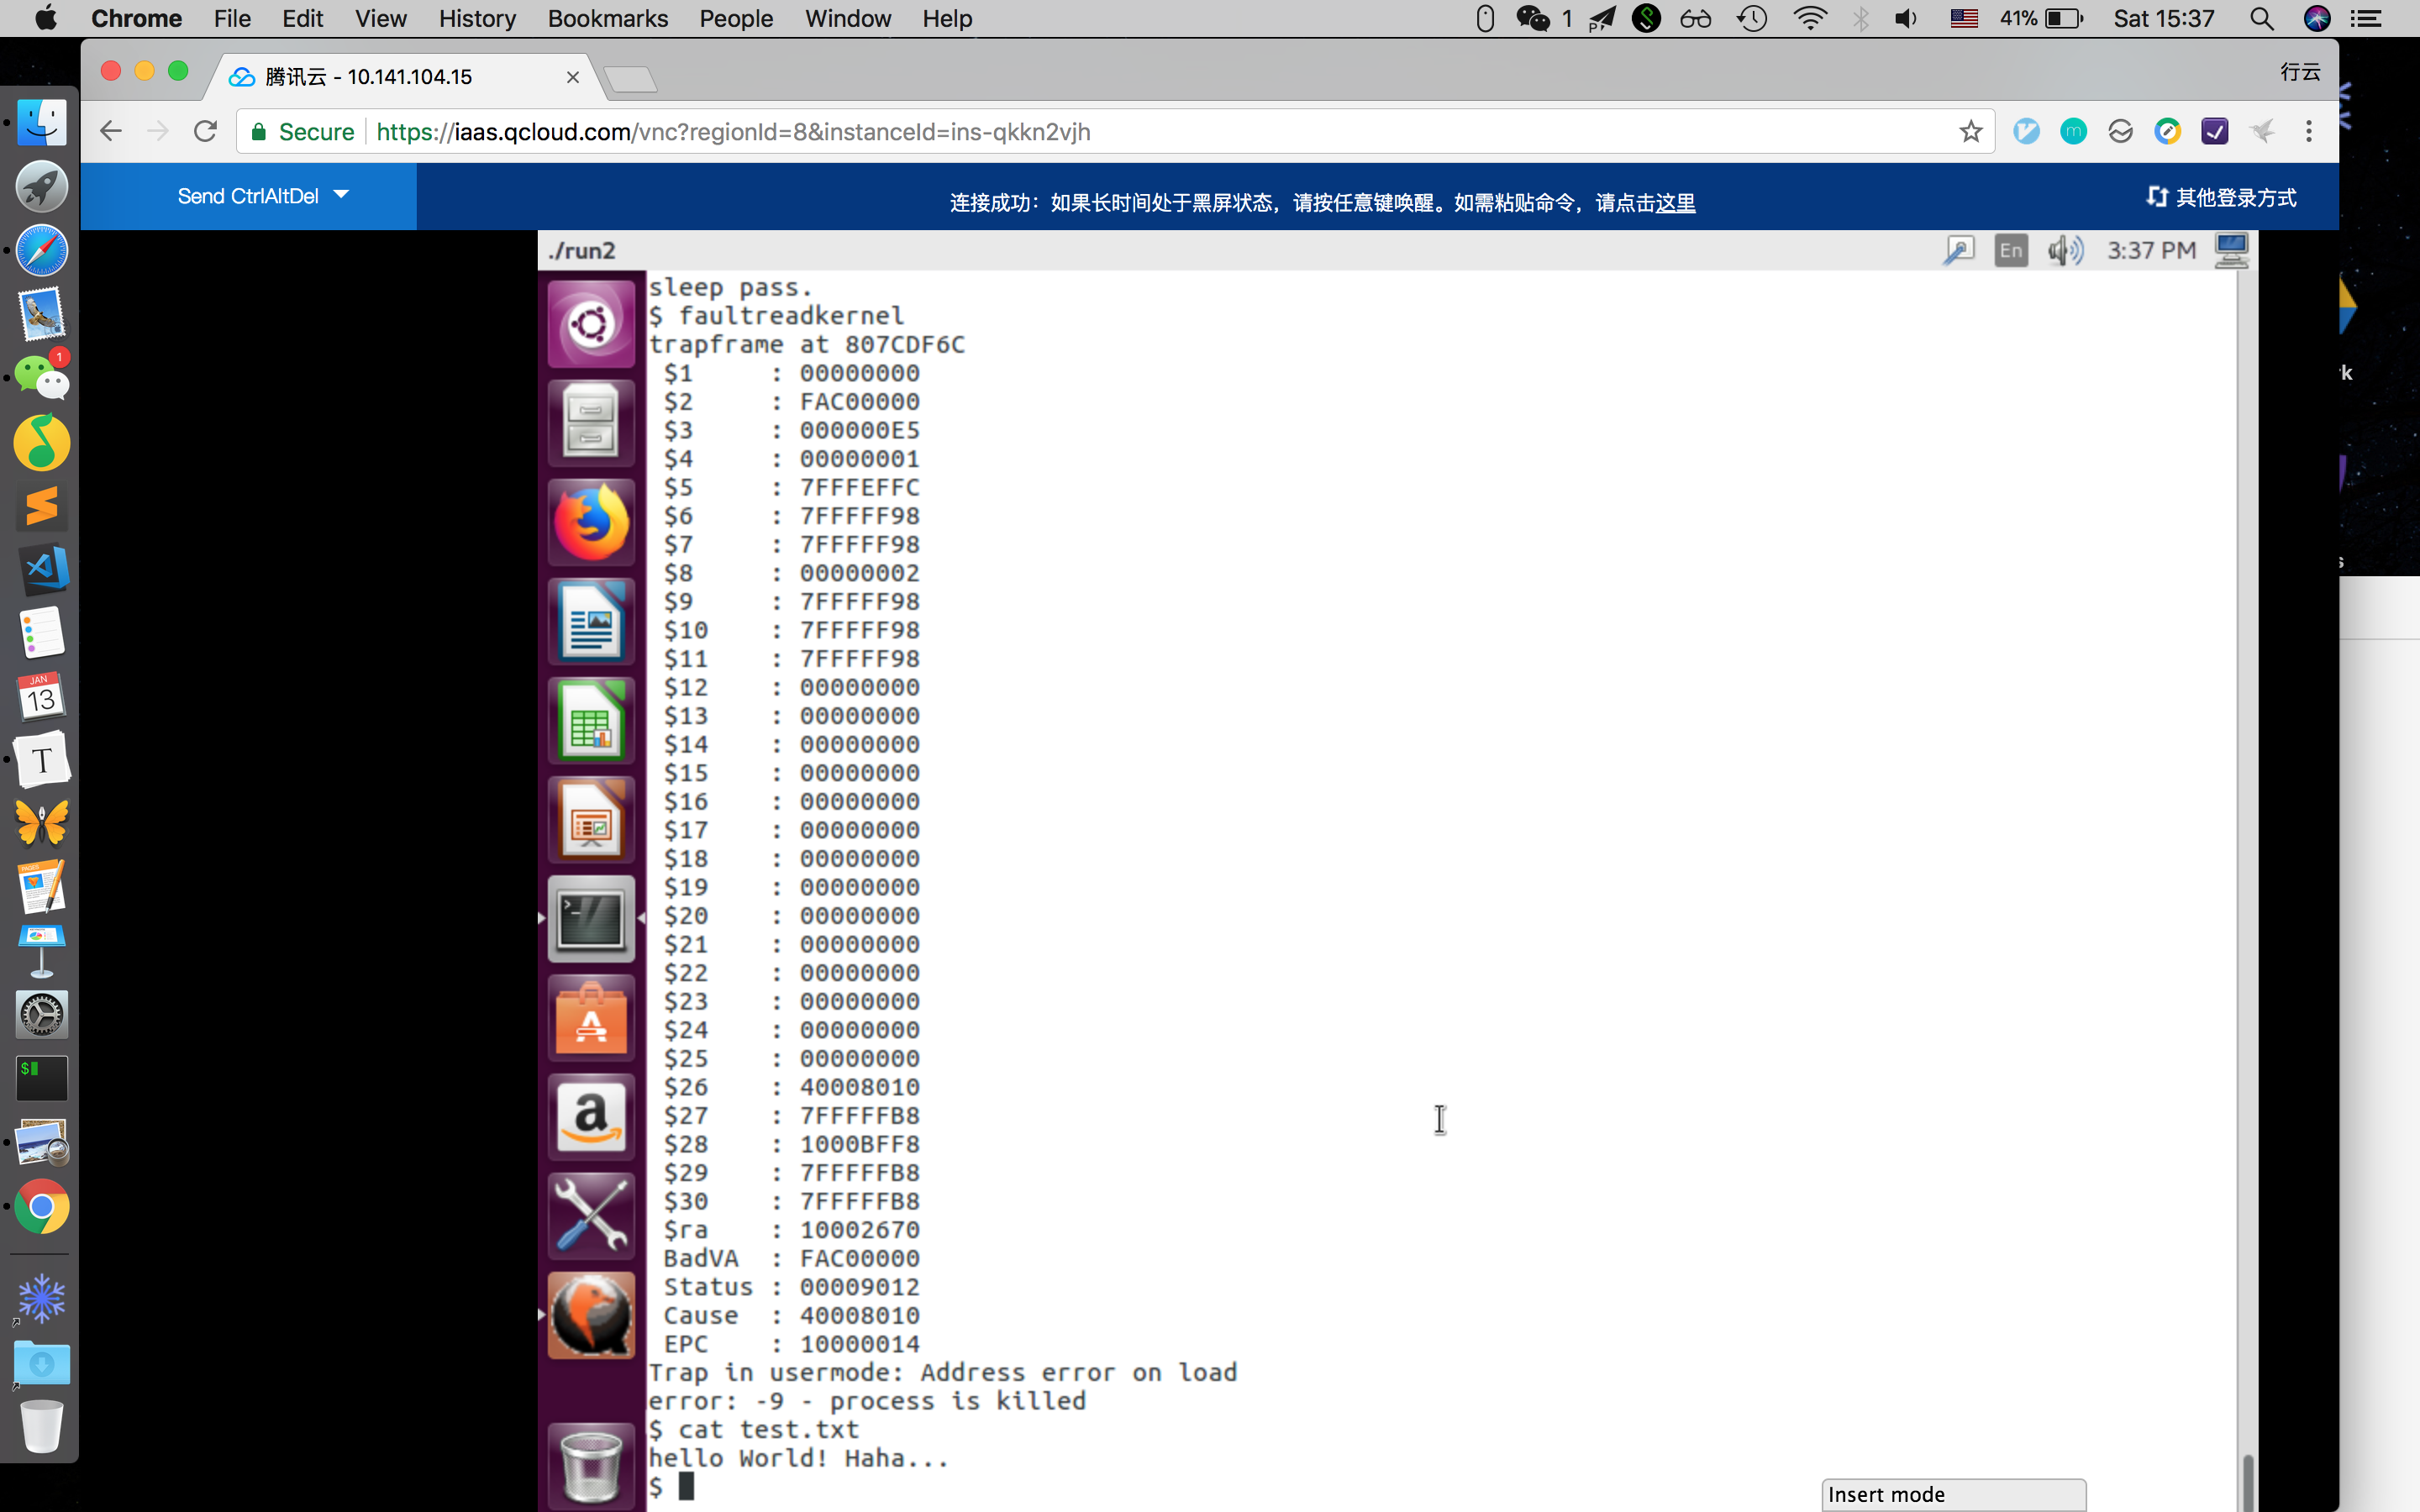 Chrome File Edit View History Bookmarks People Window Help 1 41% Sat 15:37
腾讯云 - 10.141.104.15 行云
Secure https://iaas.qcloud.com/vnc?regionId=8&instanceId=ins-qkkn2vjh
Send CtrlAltDel 连接成功：如果长时间处于黑屏状态，请按任意键唤醒。如需粘贴命令，请点击这里 其他登录方式
./run2 En 3:37 PM
sleep pass.
$ faultreadkernel
trapframe at 807CDF6C
$1 : 00000000
$2 : FAC00000
$3 : 000000E5
$4 : 00000001
$5 : 7FFFEFFC
$6 : 7FFFFF98
$7 : 7FFFFF98
$8 : 00000002
$9 : 7FFFFF98
$10 : 7FFFFF98
$11 : 7FFFFF98
$12 : 00000000
$13 : 00000000
$14 : 00000000
$15 : 00000000
$16 : 00000000
$17 : 00000000
$18 : 00000000
$19 : 00000000
$20 : 00000000
$21 : 00000000
$22 : 00000000
$23 : 00000000
$24 : 00000000
$25 : 00000000
$26 : 40008010
$27 : 7FFFFFB8
$28 : 1000BFF8
$29 : 7FFFFFB8
$30 : 7FFFFFB8
$ra : 10002670
BadVA : FAC00000
Status : 00009012
Cause : 40008010
EPC : 10000014
Trap in usermode: Address error on load
error: -9 - process is killed
$ cat test.txt
hello World! Haha...
$
Insert mode
1
JAN
13
T
$
rk
s